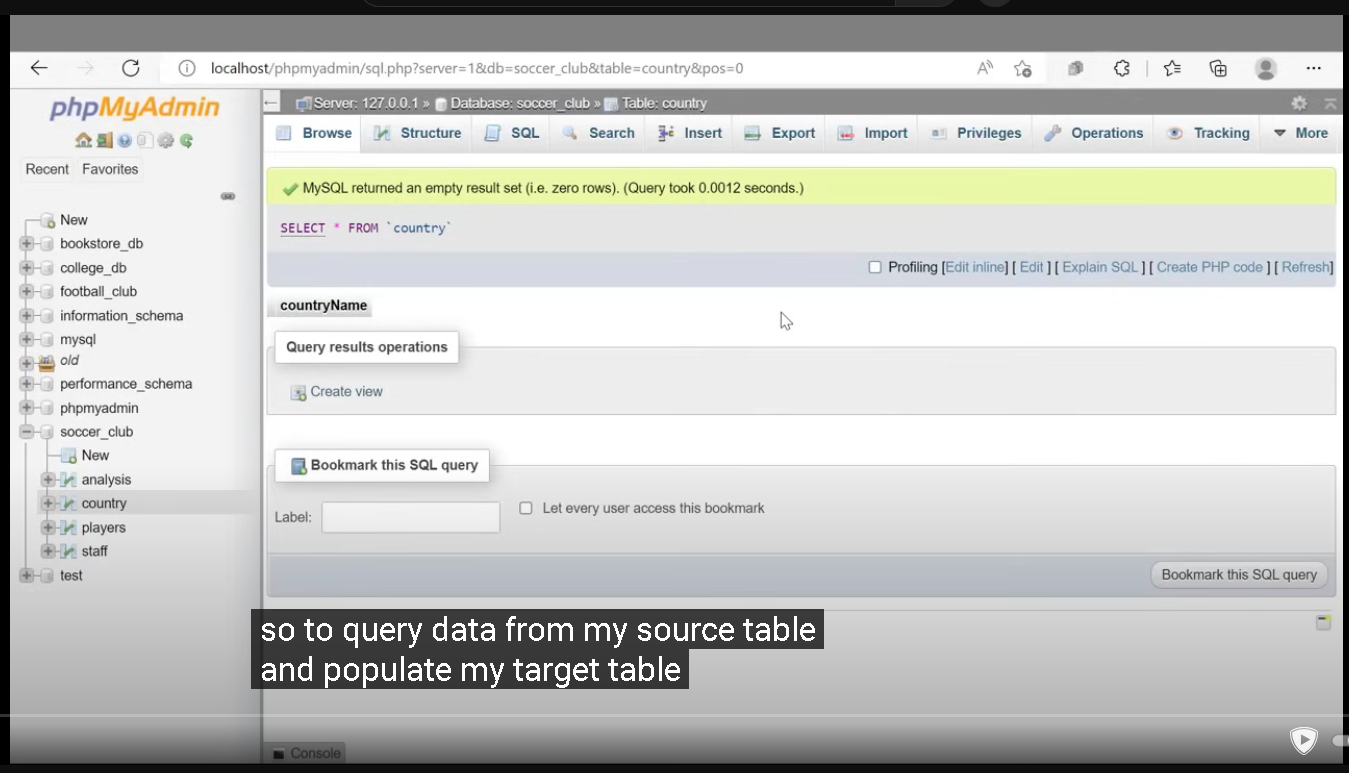 localhost/phpmyadmin/sql.php?server=1&db=soccer_club&table=country&pos=0
phpMyAdmin
Recent Favorites
New
bookstore_db
college_db
football_club
information_schema
mysql
old
performance_schema
phpmyadmin
soccer_club
New
analysis
country
players
staff
test
Server: 127.0.0.1 » Database: soccer_club » Table: country
Browse Structure SQL Search Insert Export Import Privileges Operations Tracking More
MySQL returned an empty result set (i.e. zero rows). (Query took 0.0012 seconds.)
SELECT * FROM `country`
Profiling [Edit inline] [ Edit ] [ Explain SQL ] [ Create PHP code ] [ Refresh]
countryName
Query results operations
Create view
Bookmark this SQL query
Label: Let every user access this bookmark
Bookmark this SQL query
so to query data from my source table
and populate my target table
Console